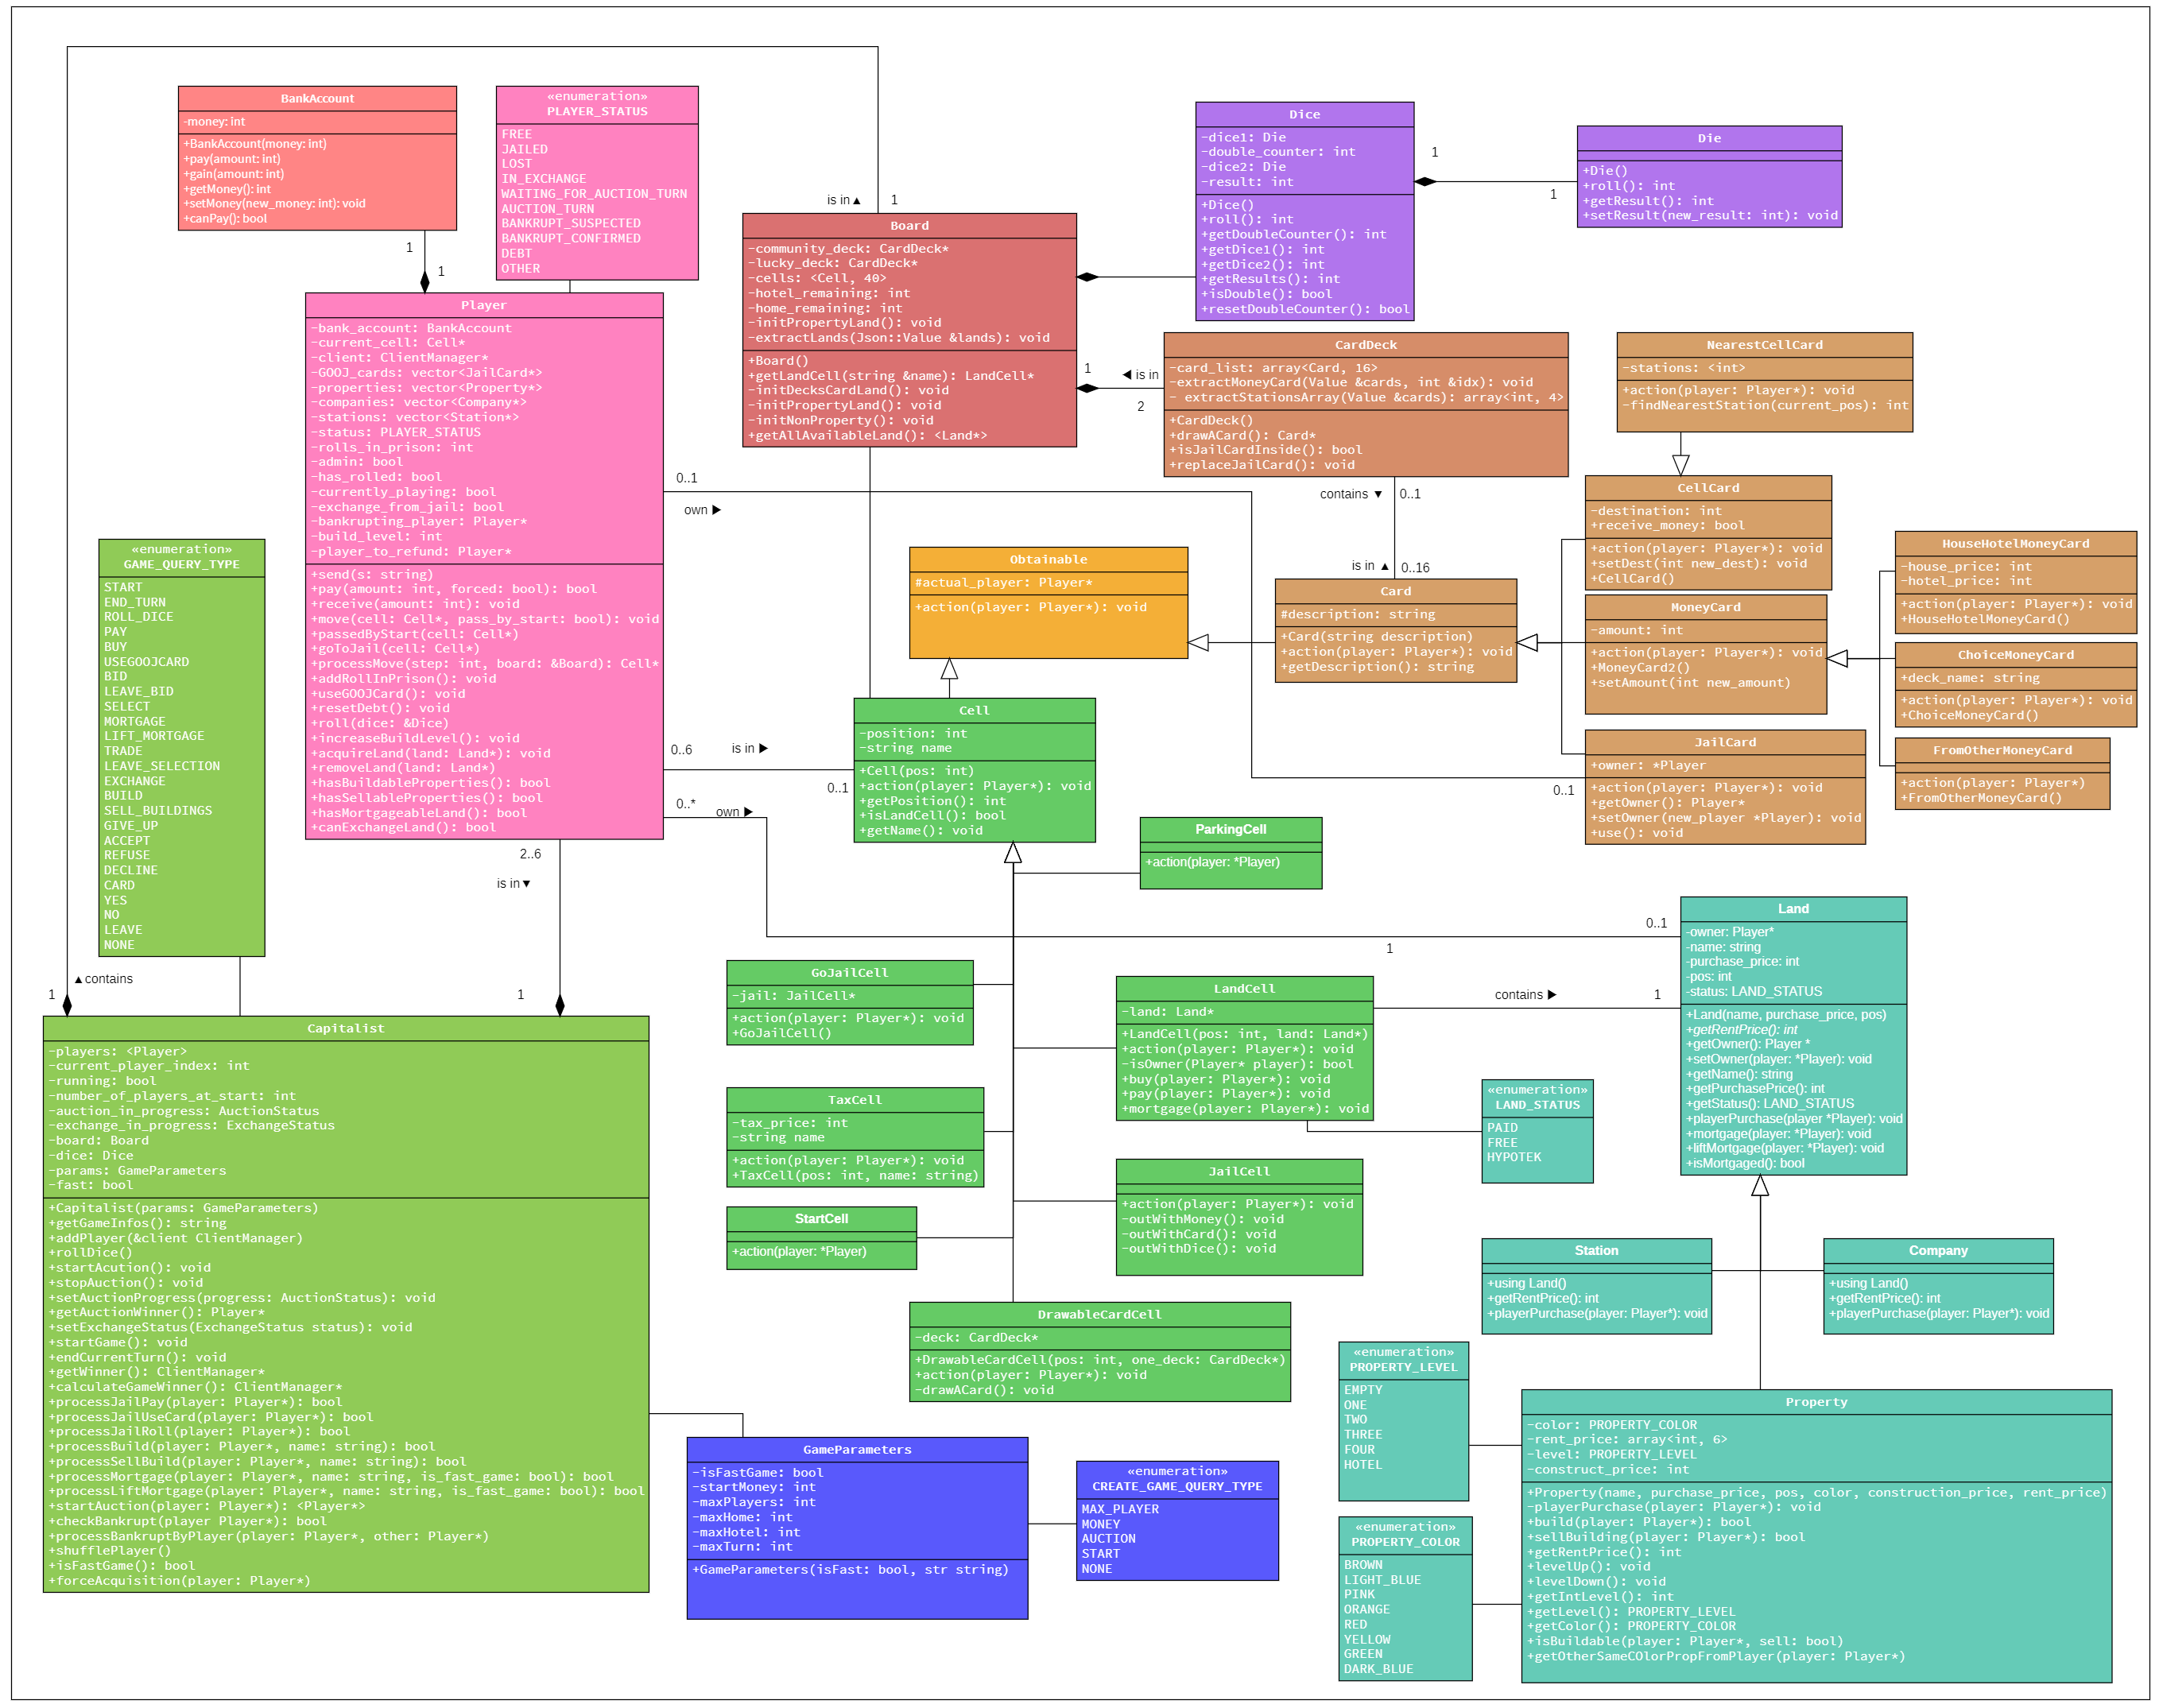 BankAccount
-money: int
+BankAccount(money: int)
+pay(amount: int)
+gain(amount: int)
+getMoney(): int
+setMoney(new_money: int): void
+canPay(): bool
1
1
«enumeration»
PLAYER_STATUS
FREE
JAILED
LOST
IN_EXCHANGE
WAITING_FOR_AUCTION_TURN
AUCTION_TURN
BANKRUPT_SUSPECTED
BANKRUPT_CONFIRMED
DEBT
OTHER
is in ▲
1
Board
-community_deck: CardDeck*
-lucky_deck: CardDeck*
-cells: <Cell, 40>
-hotel_remaining: int
-home_remaining: int
-initPropertyLand(): void
-extractLands(Json::Value &lands): void
+Board()
+getLandCell(string &name): LandCell*
-initDecksCardLand(): void
-initPropertyLand(): void
-initNonProperty(): void
+getAllAvailableLand(): <Land*>
Dice
-dice1: Die
-double_counter: int
-dice2: Die
-result: int
+Dice()
+roll(): int
+getDoubleCounter(): int
+getDice1(): int
+getDice2(): int
+getResults(): int
+isDouble(): bool
+resetDoubleCounter(): bool
1
1
Die
+Die()
+roll(): int
+getResult(): int
+setResult(new_result: int): void
1
◀ is in
2
CardDeck
-card_list: array<Card, 16>
-extractMoneyCard(Value &cards, int &idx): void
- extractStationsArray(Value &cards): array<int, 4>
+CardDeck()
+drawACard(): Card*
+isJailCardInside(): bool
+replaceJailCard(): void
contains ▼
0..1
is in ▲
0..16
NearestCellCard
-stations: <int>
+action(player: Player*): void
-findNearestStation(current_pos): int
CellCard
-destination: int
+receive_money: bool
+action(player: Player*): void
+setDest(int new_dest): void
+CellCard()
Player
-bank_account: BankAccount
-current_cell: Cell*
-client: ClientManager*
-GOOJ_cards: vector<JailCard*>
-properties: vector<Property*>
-companies: vector<Company*>
-stations: vector<Station*>
-status: PLAYER_STATUS
-rolls_in_prison: int
-admin: bool
-has_rolled: bool
-currently_playing: bool
-exchange_from_jail: bool
-bankrupting_player: Player*
-build_level: int
-player_to_refund: Player*
+send(s: string)
+pay(amount: int, forced: bool): bool
+receive(amount: int): void
+move(cell: Cell*, pass_by_start: bool): void
+passedByStart(cell: Cell*)
+goToJail(cell: Cell*)
+processMove(step: int, board: &Board): Cell*
+addRollInPrison(): void
+useGOOJCard(): void
+resetDebt(): void
+roll(dice: &Dice)
+increaseBuildLevel(): void
+acquireLand(land: Land*): void
+removeLand(land: Land*)
+hasBuildableProperties(): bool
+hasSellableProperties(): bool
+hasMortgageableLand(): bool
+canExchangeLand(): bool
0..1
own ▶
0..6
is in ▶
0..1
0..*
own ▶
2..6
is in ▼
«enumeration»
GAME_QUERY_TYPE
START
END_TURN
ROLL_DICE
PAY
BUY
USEGOOJCARD
BID
LEAVE_BID
SELECT
MORTGAGE
LIFT_MORTGAGE
TRADE
LEAVE_SELECTION
EXCHANGE
BUILD
SELL_BUILDINGS
GIVE_UP
ACCEPT
REFUSE
DECLINE
CARD
YES
NO
LEAVE
NONE
Obtainable
#actual_player: Player*
+action(player: Player*): void
Card
#description: string
+Card(string description)
+action(player: Player*): void
+getDescription(): string
MoneyCard
-amount: int
+action(player: Player*): void
+MoneyCard2()
+setAmount(int new_amount)
HouseHotelMoneyCard
-house_price: int
-hotel_price: int
+action(player: Player*): void
+HouseHotelMoneyCard()
ChoiceMoneyCard
+deck_name: string
+action(player: Player*): void
+ChoiceMoneyCard()
FromOtherMoneyCard
+action(player: Player*)
+FromOtherMoneyCard()
JailCard
+owner: *Player
+action(player: Player*): void
+getOwner(): Player*
+setOwner(new_player *Player): void
+use(): void
0..1
Cell
-position: int
-string name
+Cell(pos: int)
+action(player: Player*): void
+getPosition(): int
+isLandCell(): bool
+getName(): void
ParkingCell
+action(player: *Player)
0..1
1
Land
-owner: Player*
-name: string
-purchase_price: int
-pos: int
-status: LAND_STATUS
+Land(name, purchase_price, pos)
+getRentPrice(): int
+getOwner(): Player *
+setOwner(player: *Player): void
+getName(): string
+getPurchasePrice(): int
+getStatus(): LAND_STATUS
+playerPurchase(player *Player): void
+mortgage(player: *Player): void
+liftMortgage(player: *Player): void
+isMortgaged(): bool
GoJailCell
-jail: JailCell*
+action(player: Player*): void
+GoJailCell()
LandCell
-land: Land*
+LandCell(pos: int, land: Land*)
+action(player: Player*): void
-isOwner(Player* player): bool
+buy(player: Player*): void
+pay(player: Player*): void
+mortgage(player: Player*): void
contains ▶
1
«enumeration»
LAND_STATUS
PAID
FREE
HYPOTEK
TaxCell
-tax_price: int
-string name
+action(player: Player*): void
+TaxCell(pos: int, name: string)
JailCell
+action(player: Player*): void
-outWithMoney(): void
-outWithCard(): void
-outWithDice(): void
StartCell
+action(player: *Player)
DrawableCardCell
-deck: CardDeck*
+DrawableCardCell(pos: int, one_deck: CardDeck*)
+action(player: Player*): void
-drawACard(): void
Station
+using Land()
+getRentPrice(): int
+playerPurchase(player: Player*): void
Company
+using Land()
+getRentPrice(): int
+playerPurchase(player: Player*): void
1
▲contains
1
Capitalist
-players: <Player>
-current_player_index: int
-running: bool
-number_of_players_at_start: int
-auction_in_progress: AuctionStatus
-exchange_in_progress: ExchangeStatus
-board: Board
-dice: Dice
-params: GameParameters
-fast: bool
+Capitalist(params: GameParameters)
+getGameInfos(): string
+addPlayer(&client ClientManager)
+rollDice()
+startAcution(): void
+stopAuction(): void
+setAuctionProgress(progress: AuctionStatus): void
+getAuctionWinner(): Player*
+setExchangeStatus(ExchangeStatus status): void
+startGame(): void
+endCurrentTurn(): void
+getWinner(): ClientManager*
+calculateGameWinner(): ClientManager*
+processJailPay(player: Player*): bool
+processJailUseCard(player: Player*): bool
+processJailRoll(player: Player*): bool
+processBuild(player: Player*, name: string): bool
+processSellBuild(player: Player*, name: string): bool
+processMortgage(player: Player*, name: string, is_fast_game: bool): bool
+processLiftMortgage(player: Player*, name: string, is_fast_game: bool): bool
+startAuction(player: Player*): <Player*>
+checkBankrupt(player Player*): bool
+processBankruptByPlayer(player: Player*, other: Player*)
+shufflePlayer()
+isFastGame(): bool
+forceAcquisition(player: Player*)
GameParameters
-isFastGame: bool
-startMoney: int
-maxPlayers: int
-maxHome: int
-maxHotel: int
-maxTurn: int
+GameParameters(isFast: bool, str string)
«enumeration»
CREATE_GAME_QUERY_TYPE
MAX_PLAYER
MONEY
AUCTION
START
NONE
«enumeration»
PROPERTY_LEVEL
EMPTY
ONE
TWO
THREE
FOUR
HOTEL
«enumeration»
PROPERTY_COLOR
BROWN
LIGHT_BLUE
PINK
ORANGE
RED
YELLOW
GREEN
DARK_BLUE
Property
-color: PROPERTY_COLOR
-rent_price: array<int, 6>
-level: PROPERTY_LEVEL
-construct_price: int
+Property(name, purchase_price, pos, color, construction_price, rent_price)
-playerPurchase(player: Player*): void
+build(player: Player*): bool
+sellBuilding(player: Player*): bool
+getRentPrice(): int
+levelUp(): void
+levelDown(): void
+getIntLevel(): int
+getLevel(): PROPERTY_LEVEL
+getColor(): PROPERTY_COLOR
+isBuildable(player: Player*, sell: bool)
+getOtherSameCOlorPropFromPlayer(player: Player*)